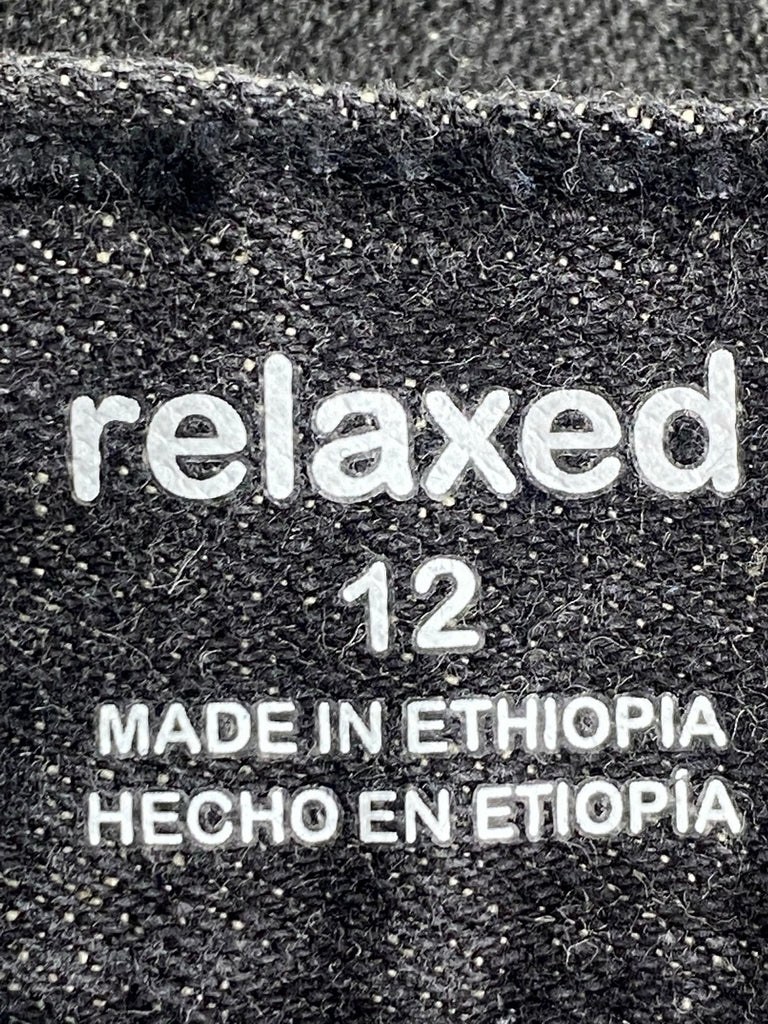 relaxed
12
MADE IN ETHIOPIA
HECHO EN ETIOPÍA